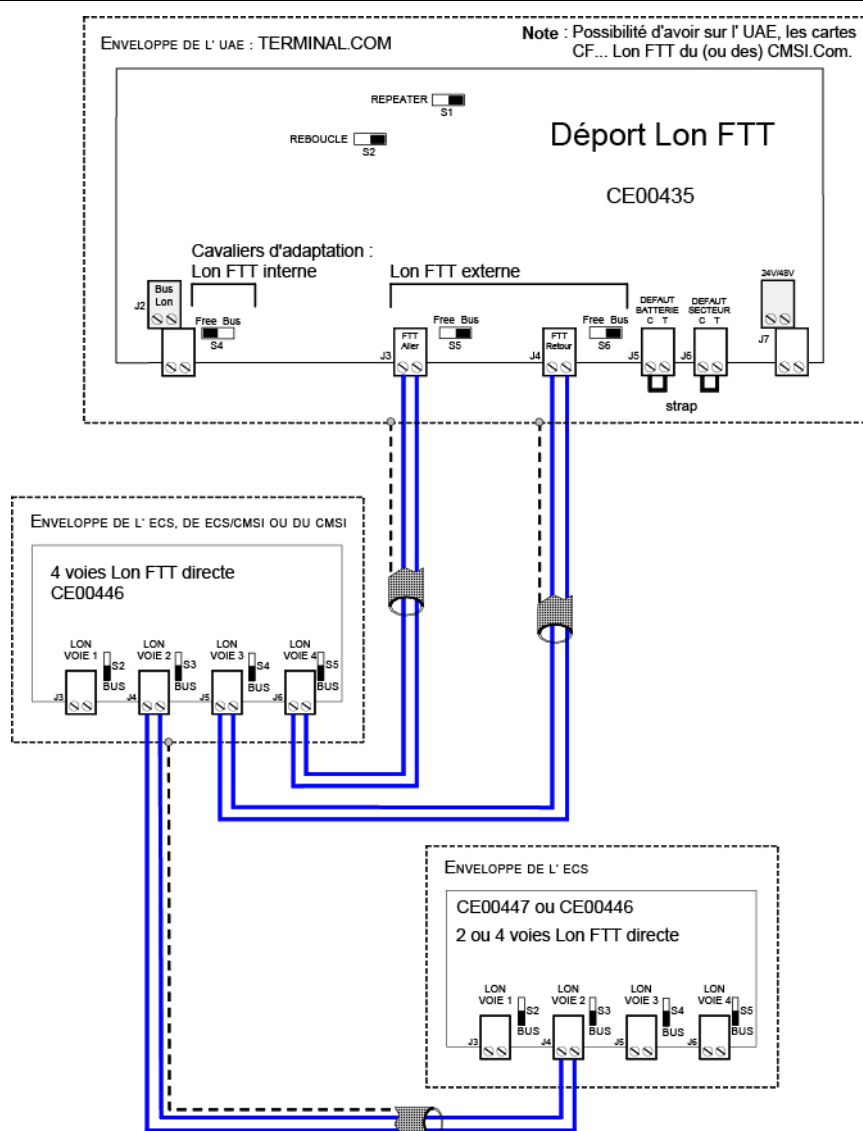 ENVELOPPE DE L' UAE : TERMINAL.COM
Note : Possibilité d'avoir sur l' UAE, les cartes
CF... Lon FTT du (ou des) CMSI.Com.
REPEATER
S1
REBOUCLE
S2
Déport Lon FTT
CE00435
Cavaliers d'adaptation :
Lon FTT interne
Lon FTT externe
J2
Bus
Lon
Free Bus
S4
J3
FTT
Aller
Free Bus
S5
J4
FTT
Retour
Free Bus
S6
DEFAUT
BATTERIE
C T
J5
DEFAUT
SECTEUR
C T
J6
24V/48V
J7
strap
ENVELOPPE DE L' ECS, DE ECS/CMSI OU DU CMSI
4 voies Lon FTT directe
CE00446
LON
VOIE 1
S2
BUS
J3
LON
VOIE 2
S3
BUS
J4
LON
VOIE 3
S4
BUS
J5
LON
VOIE 4
S5
BUS
J6
ENVELOPPE DE L' ECS
CE00447 ou CE00446
2 ou 4 voies Lon FTT directe
LON
VOIE 1
S2
BUS
J3
LON
VOIE 2
S3
BUS
J4
LON
VOIE 3
S4
BUS
J5
LON
VOIE 4
S5
BUS
J6